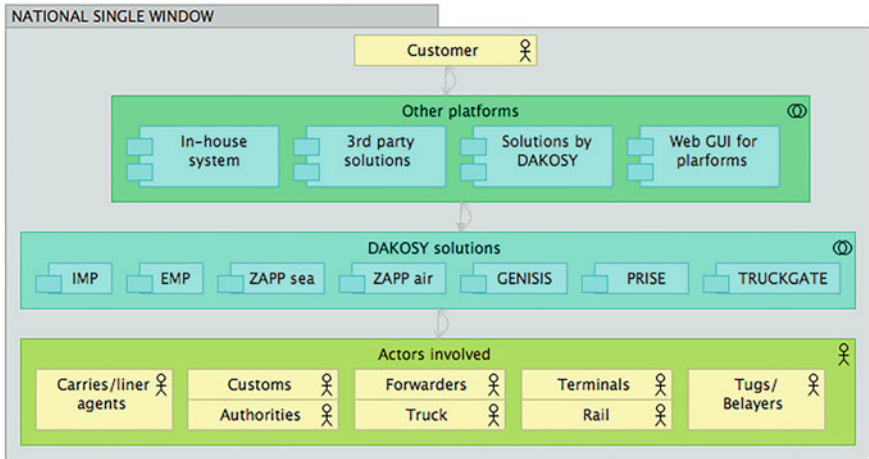 NATIONAL SINGLE WINDOW
Customer
Other platforms
In-house
system
3rd party
solutions
Solutions by
DAKOSY
Web GUI for
plarforms
DAKOSY solutions
IMP
EMP
ZAPP sea
ZAPP air
GENISIS
PRISE
TRUCKGATE
Actors involved
Carries/liner
agents
Customs
Authorities
Forwarders
Truck
Terminals
Rail
Tugs/
Belayers